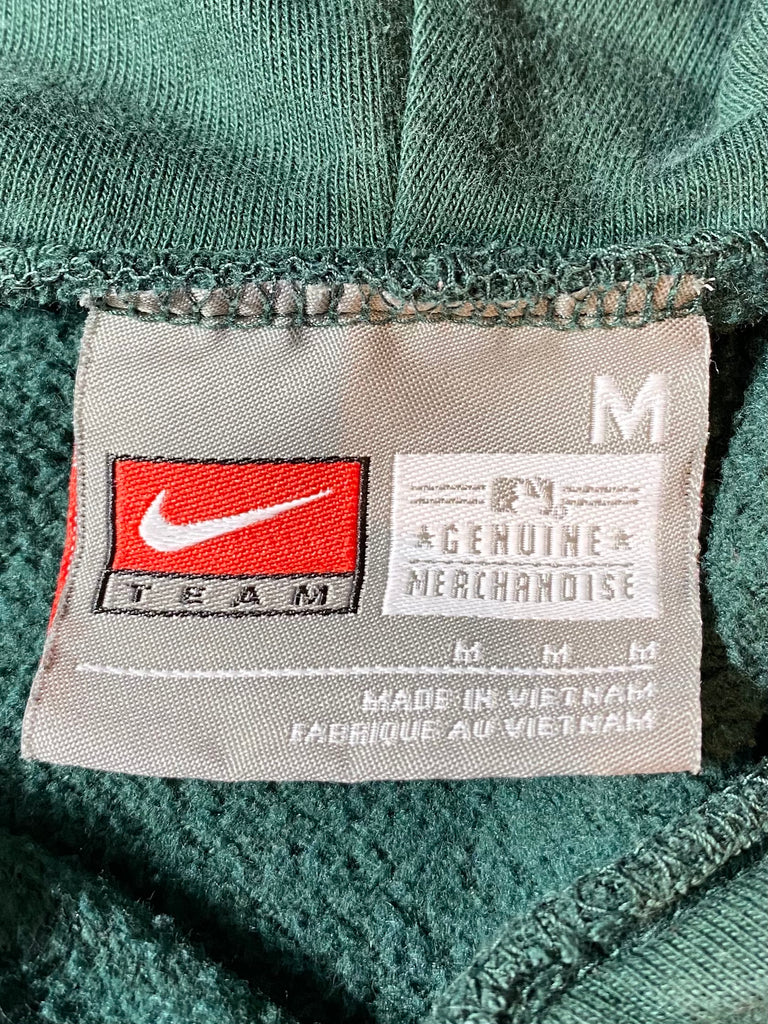 M
TEAM
GENUINE
MERCHANDISE
M M M
MADE IN VIETNAM
FABRIQUE AU VIETNAM